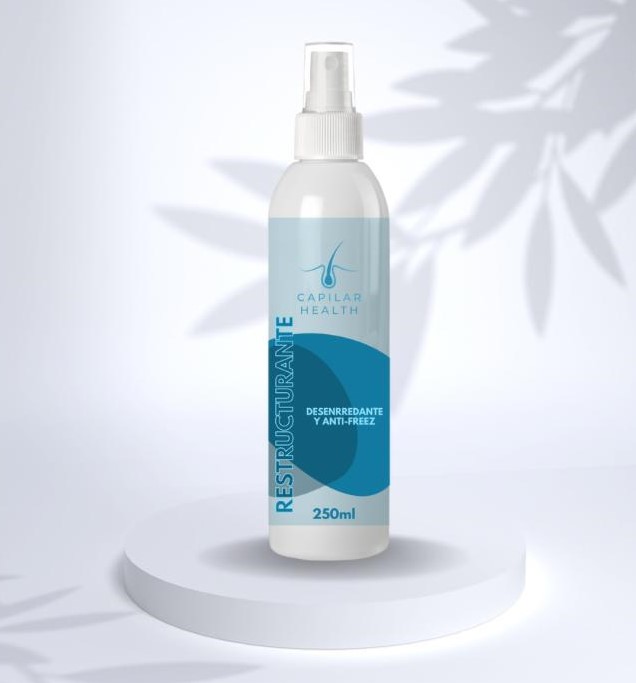 CAPILAR
HEALTH
RESTRUCTURANTE
DESENRREDANTE
Y ANTI-FREEZ
250ml